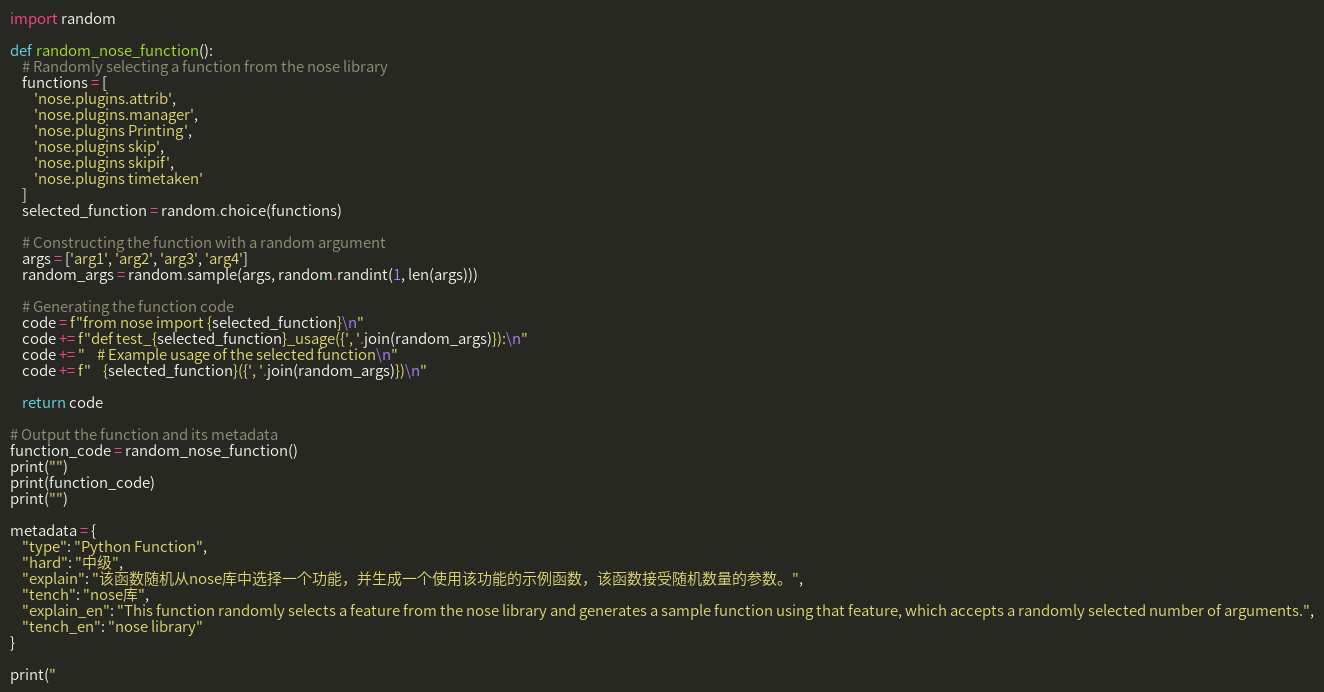 import random

def random_nose_function():
    # Randomly selecting a function from the nose library
    functions = [
        'nose.plugins.attrib',
        'nose.plugins.manager',
        'nose.plugins Printing',
        'nose.plugins skip',
        'nose.plugins skipif',
        'nose.plugins timetaken'
    ]
    selected_function = random.choice(functions)

    # Constructing the function with a random argument
    args = ['arg1', 'arg2', 'arg3', 'arg4']
    random_args = random.sample(args, random.randint(1, len(args)))

    # Generating the function code
    code = f"from nose import {selected_function}\n"
    code += f"def test_{selected_function}_usage({', '.join(random_args)}):\n"
    code += "    # Example usage of the selected function\n"
    code += f"    {selected_function}({', '.join(random_args)})\n"

    return code

# Output the function and its metadata
function_code = random_nose_function()
print("")
print(function_code)
print("")

metadata = {
    "type": "Python Function",
    "hard": "中级",
    "explain": "该函数随机从nose库中选择一个功能，并生成一个使用该功能的示例函数，该函数接受随机数量的参数。",
    "tench": "nose库",
    "explain_en": "This function randomly selects a feature from the nose library and generates a sample function using that feature, which accepts a randomly selected number of arguments.",
    "tench_en": "nose library"
}

print("